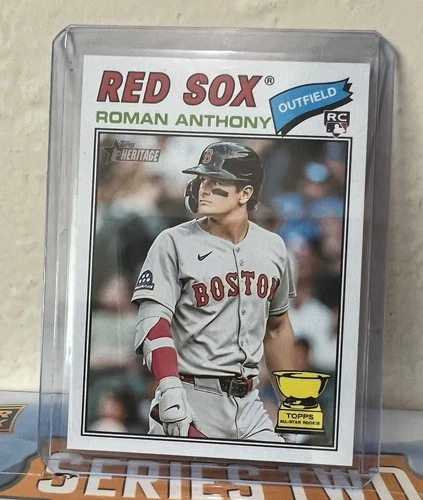 RED SOX®
OUTFIELD
ROMAN ANTHONY
RC
Topps
HERITAGE
B
BOSTON
TOPPS
ALL-STAR ROOKIE
SERIES TWO